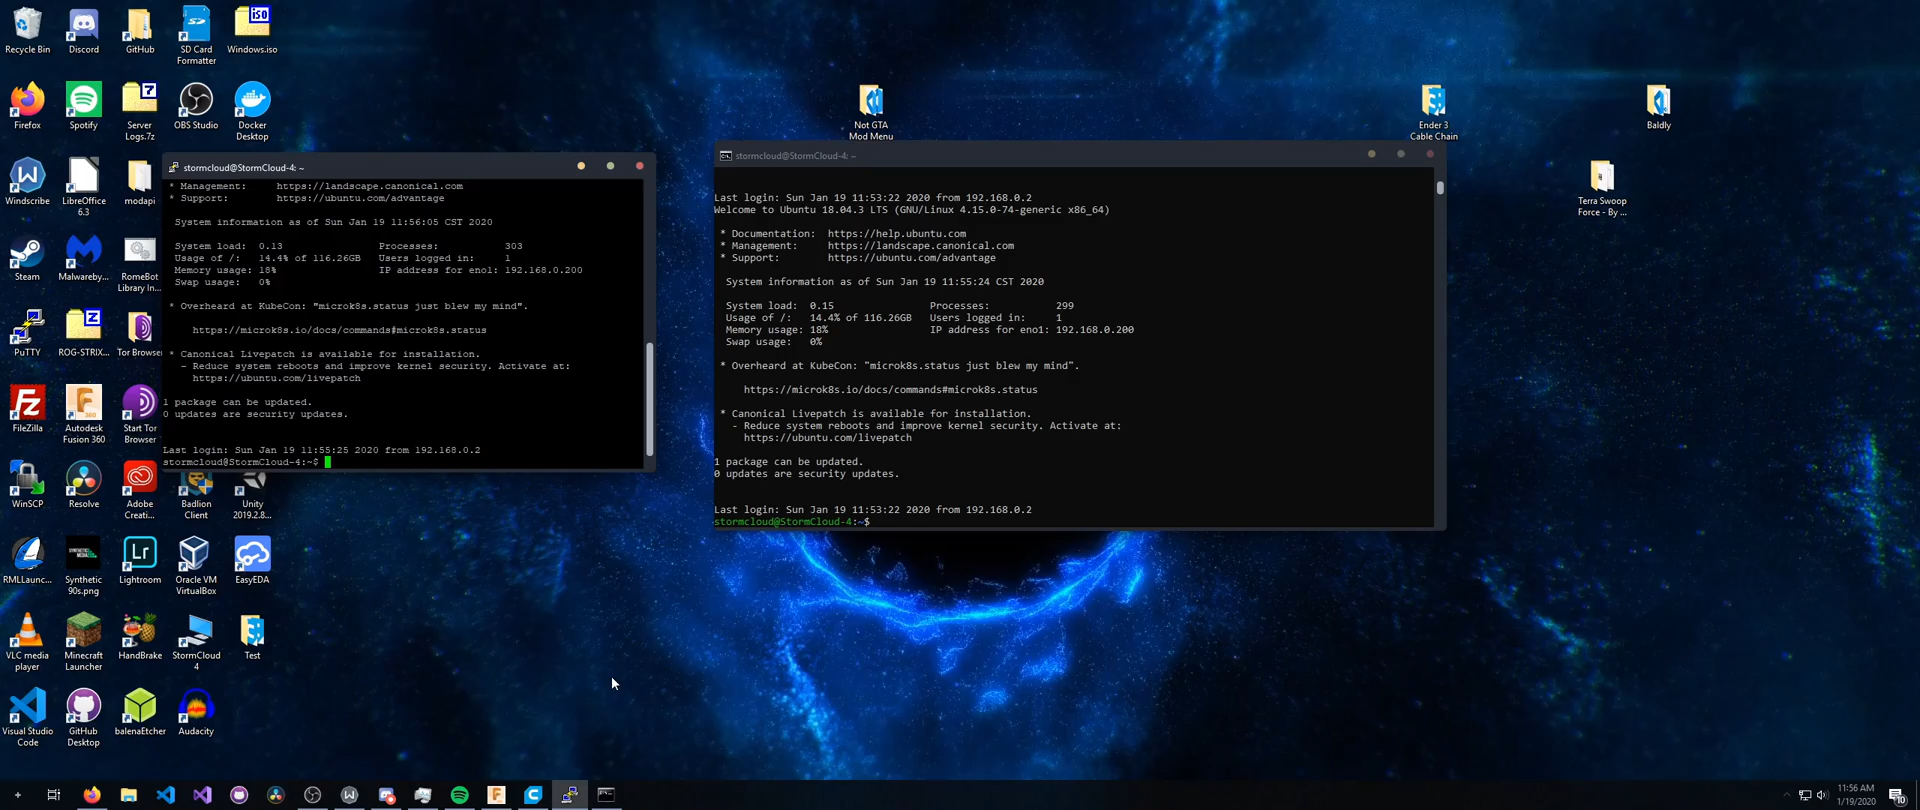 Recycle Bin
Discord
GitHub
SD Card
Formatter
iso
Windows.iso
Firefox
Spotify
7
Server
Logs.7z
OBS Studio
Docker
Desktop
Windscribe
LibreOffice
6.3
modapi
Steam
Malwareby...
RomeBot
Library In...
PuTTY
Z
ROG-STRIX...
Tor Browser
FileZilla
Autodesk
Fusion 360
Start Tor
Browser
WinSCP
Resolve
Adobe
Creati...
Badlion
Client
Unity
2019.2.8...
RMLLaunc...
Synthetic
90s.png
Lr
Lightroom
Oracle VM
VirtualBox
EasyEDA
VLC media
player
Minecraft
Launcher
HandBrake
StormCloud
4
Test
Visual Studio
Code
GitHub
Desktop
balenaEtcher
Audacity
Not GTA
Mod Menu
Ender 3
Cable Chain
Baldly
Terra Swoop
Force - By ...
stormcloud@StormCloud-4: ~
* Management:     https://landscape.canonical.com
* Support:        https://ubuntu.com/advantage
System information as of Sun Jan 19 11:56:05 CST 2020
System load:  0.13                Processes:            303
Usage of /:   14.4% of 116.26GB   Users logged in:      1
Memory usage: 18%                 IP address for eno1: 192.168.0.200
Swap usage:   0%
* Overheard at KubeCon: "microk8s.status just blew my mind".
https://microk8s.io/docs/commands#microk8s.status
* Canonical Livepatch is available for installation.
- Reduce system reboots and improve kernel security. Activate at:
https://ubuntu.com/livepatch
1 package can be updated.
0 updates are security updates.
Last login: Sun Jan 19 11:55:25 2020 from 192.168.0.2
stormcloud@StormCloud-4:~$
stormcloud@StormCloud-4: ~
Last login: Sun Jan 19 11:53:22 2020 from 192.168.0.2
Welcome to Ubuntu 18.04.3 LTS (GNU/Linux 4.15.0-74-generic x86_64)
* Documentation:  https://help.ubuntu.com
* Management:     https://landscape.canonical.com
* Support:        https://ubuntu.com/advantage
System information as of Sun Jan 19 11:55:24 CST 2020
System load:  0.15                Processes:            299
Usage of /:   14.4% of 116.26GB   Users logged in:      1
Memory usage: 18%                 IP address for eno1: 192.168.0.200
Swap usage:   0%
* Overheard at KubeCon: "microk8s.status just blew my mind".
https://microk8s.io/docs/commands#microk8s.status
* Canonical Livepatch is available for installation.
- Reduce system reboots and improve kernel security. Activate at:
https://ubuntu.com/livepatch
1 package can be updated.
0 updates are security updates.
Last login: Sun Jan 19 11:53:22 2020 from 192.168.0.2
stormcloud@StormCloud-4:~$
11:56 AM
1/19/2020